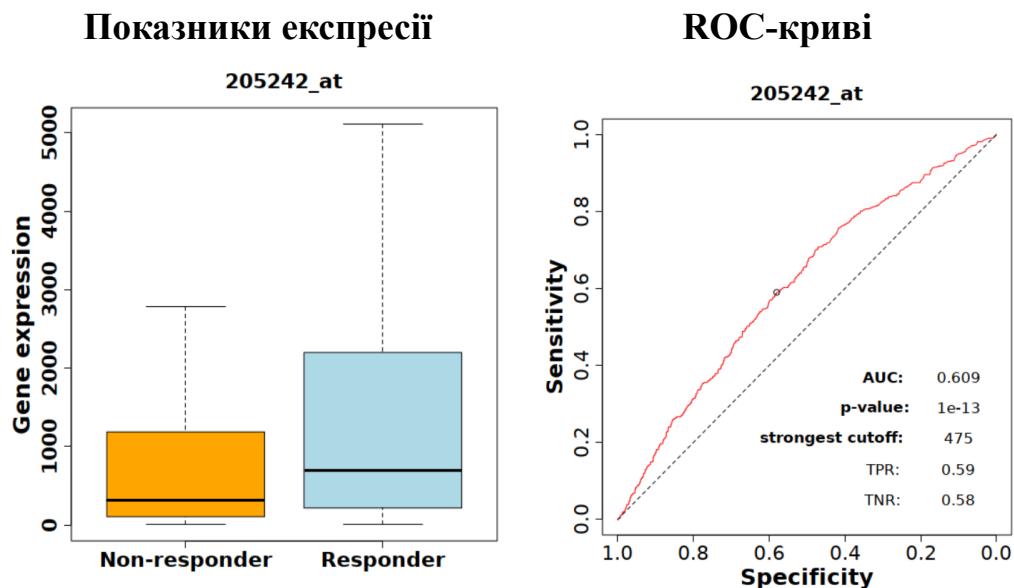 Показники експресії
ROC-криві
205242_at
Gene expression
5000
4000
3000
2000
1000
0
Non-responder
Responder
205242_at
Sensitivity
1.0
0.8
0.6
0.4
0.2
0.0
AUC: 0.609
p-value: 1e-13
strongest cutoff: 475
TPR: 0.59
TNR: 0.58
1.0 0.8 0.6 0.4 0.2 0.0
Specificity